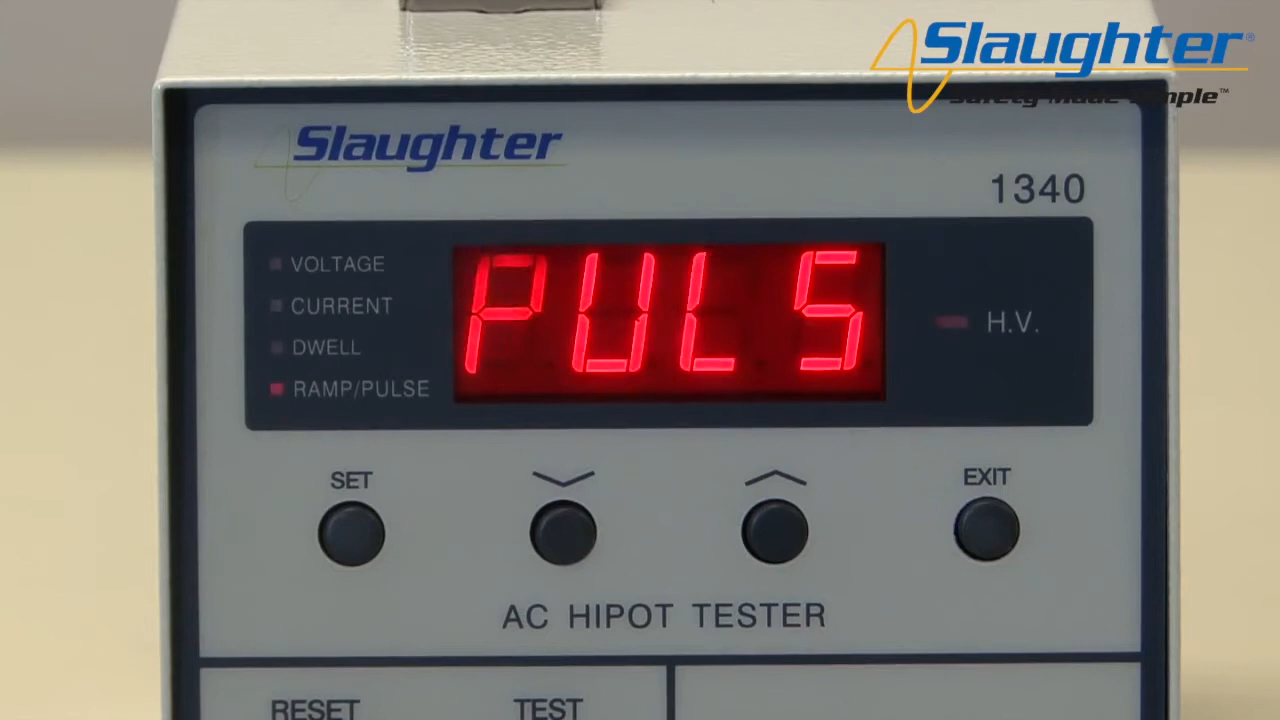 Slaughter®
Safety Made Simple™
Slaughter
1340
VOLTAGE
CURRENT
DWELL
RAMP/PULSE
PULS
H.V.
SET
EXIT
AC HIPOT TESTER
RESET
TEST